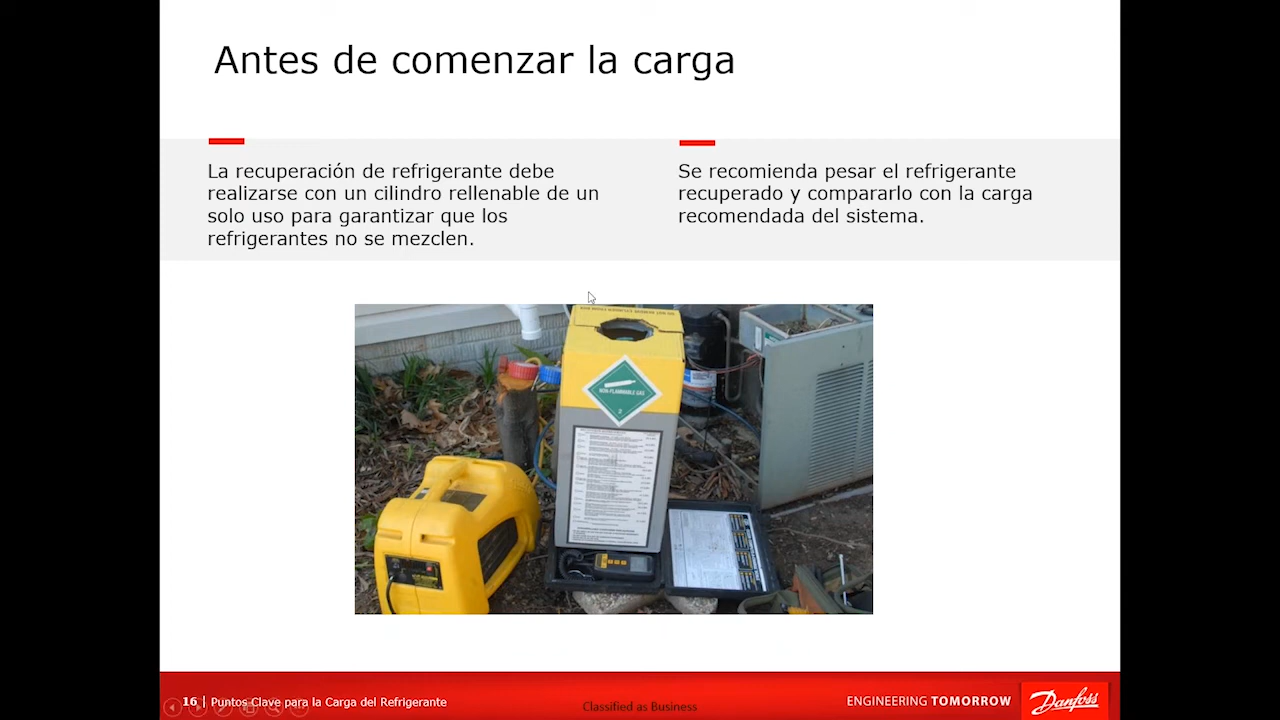 Antes de comenzar la carga
La recuperación de refrigerante debe
realizarse con un cilindro rellenable de un
solo uso para garantizar que los
refrigerantes no se mezclen.
Se recomienda pesar el refrigerante
recuperado y compararlo con la carga
recomendada del sistema.
NON-FLAMMABLE GAS
2
16 | Puntos Clave para la Carga del Refrigerante
Classified as Business
ENGINEERING TOMORROW
Danfoss